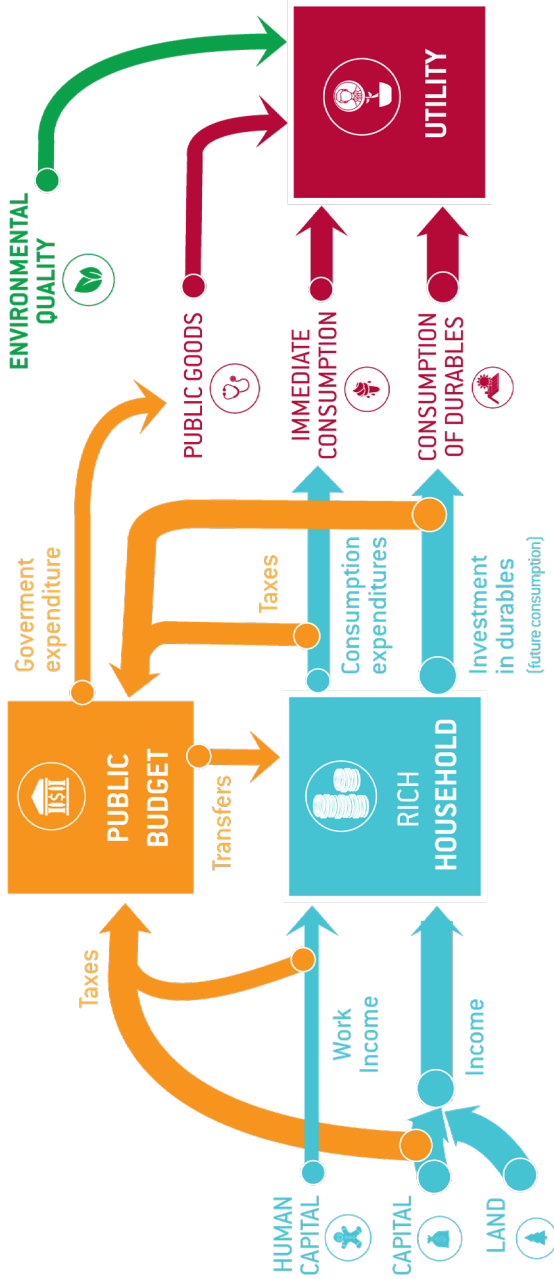 ENVIRONMENTAL
QUALITY
Goverment
expenditure
PUBLIC GOODS
PUBLIC
BUDGET
Taxes
Transfers
Taxes
IMMEDIATE
CONSUMPTION
UTILITY
HUMAN
CAPITAL
Work
Income
RICH
HOUSEHOLD
Consumption
expenditures
CONSUMPTION
OF DURABLES
CAPITAL
Income
Investment
in durables
(future consumption)
LAND